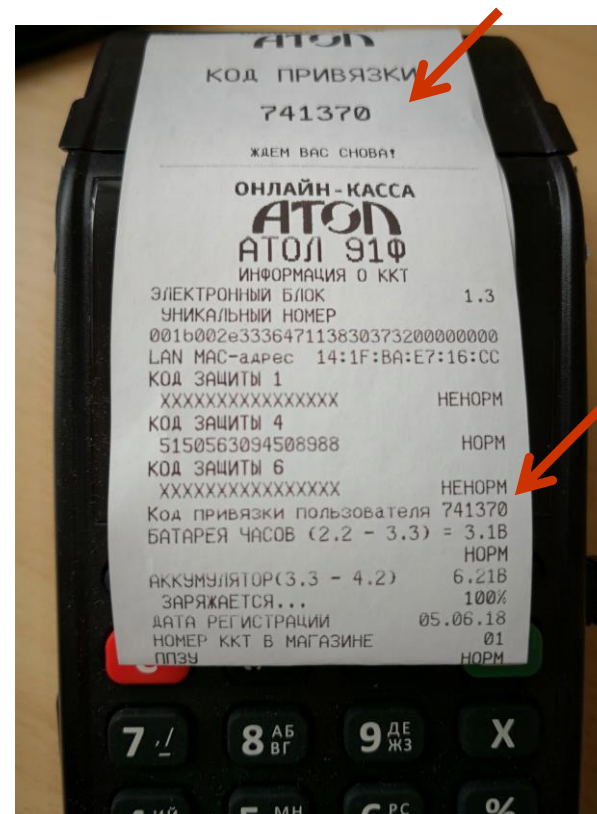 АТОЛ
КОД ПРИВЯЗКИ
741370
ЖДЕМ ВАС СНОВА!
ОНЛАЙН-КАССА
АТОЛ
АТОЛ 91Ф
ИНФОРМАЦИЯ О ККТ
ЭЛЕКТРОННЫЙ БЛОК 1.3
УНИКАЛЬНЫЙ НОМЕР
001b002e333647113830373200000000
LAN MAC-адрес 14:1F:BA:E7:16:CC
КОД ЗАЩИТЫ 1
XXXXXXXXXXXXXXXX НЕНОРМ
КОД ЗАЩИТЫ 4
5150563094508988 НОРМ
КОД ЗАЩИТЫ 6
XXXXXXXXXXXXXXXX НЕНОРМ
Код привязки пользователя 741370
БАТАРЕЯ ЧАСОВ (2.2 - 3.3) = 3.1В
НОРМ
АККУМУЛЯТОР(3.3 - 4.2) 6.21В
ЗАРЯЖАЕТСЯ... 100%
ДАТА РЕГИСТРАЦИИ 05.06.18
НОМЕР ККТ В МАГАЗИНЕ 01
ППЗУ НОРМ
7 ./ 8 АБ ВГ 9 ДЕ ЖЗ X
ИЙ МН РС %